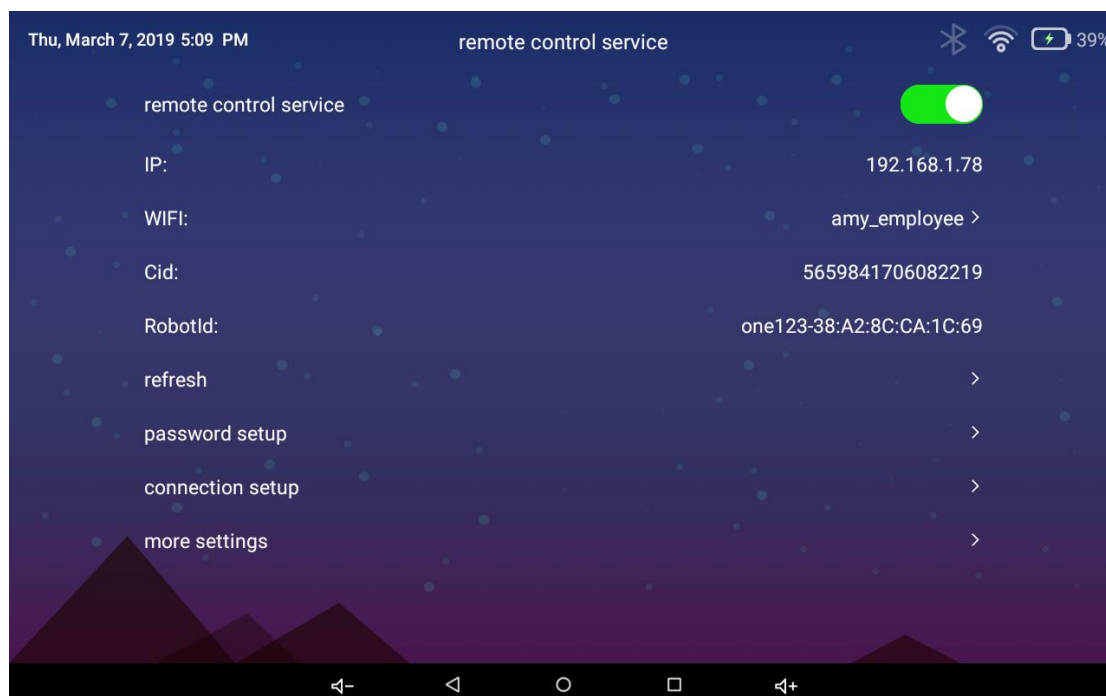 Thu, March 7, 2019 5:09 PM remote control service 39%
remote control service
IP: 192.168.1.78
WIFI: amy_employee >
Cid: 5659841706082219
RobotId: one123-38:A2:8C:CA:1C:69
refresh >
password setup >
connection setup >
more settings >